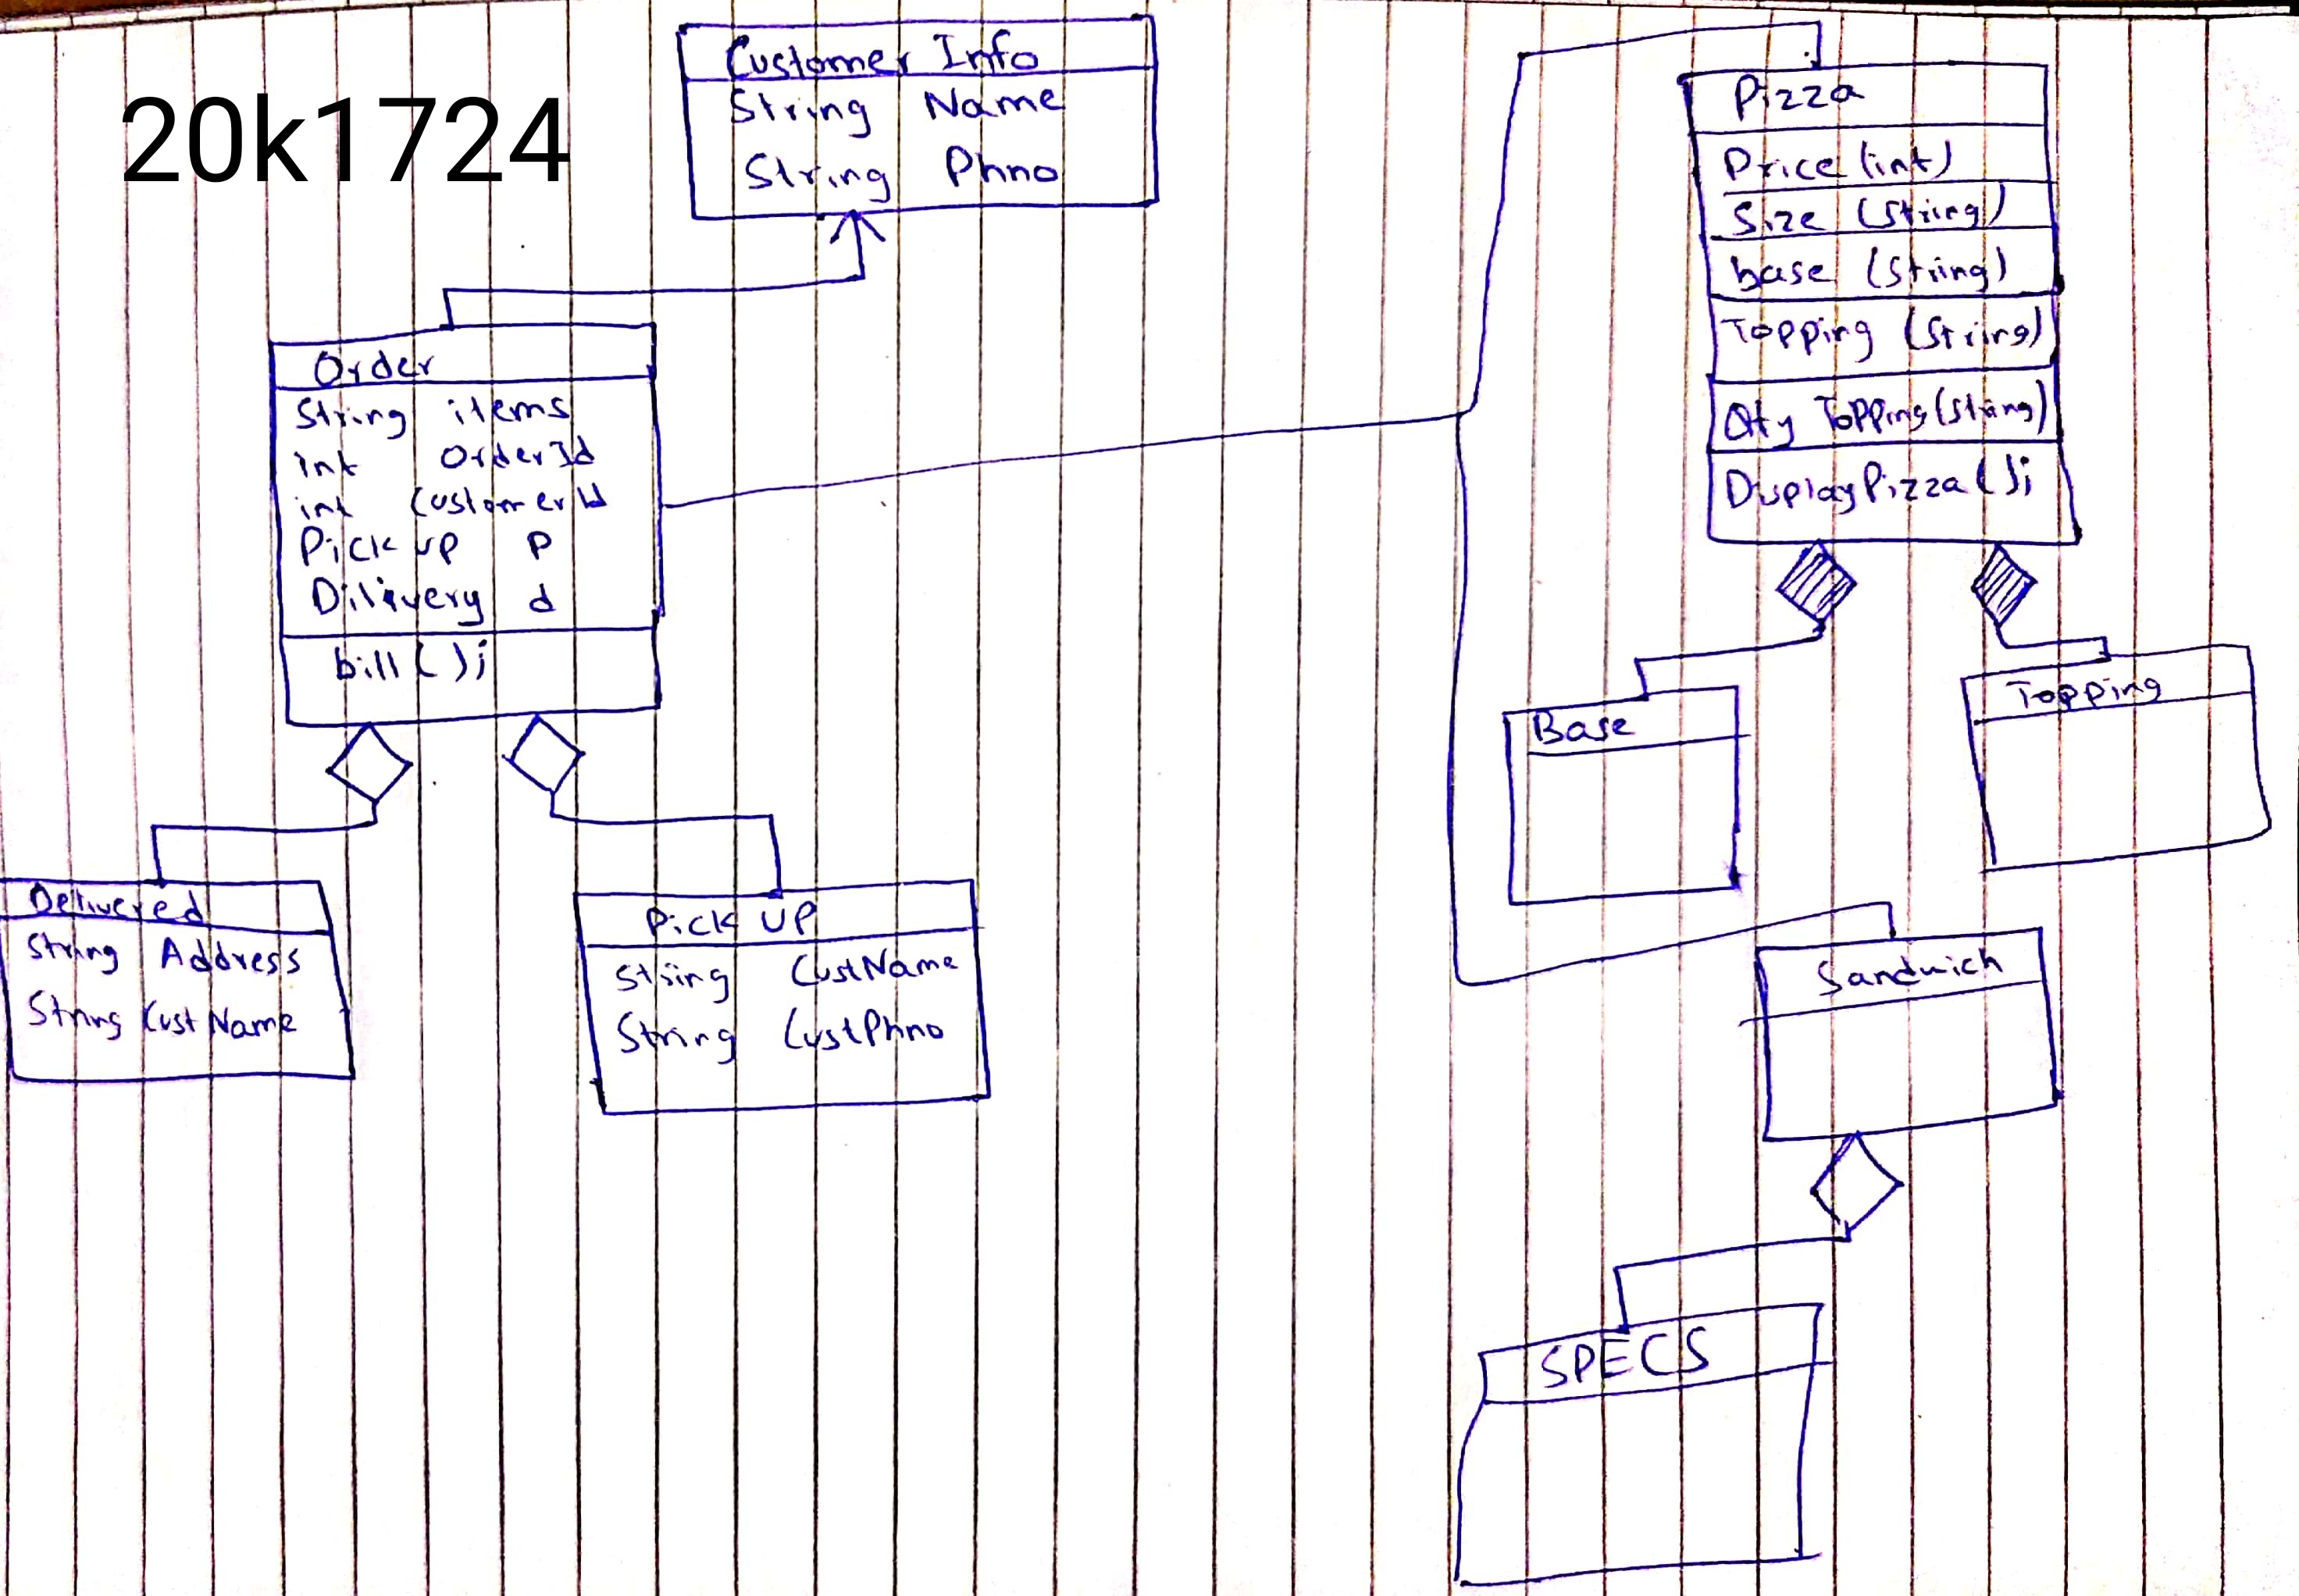 20k1724
Customer Info
String Name
String Phno
Order
String items
int OrderId
int CustomerId
Pick up P
Dilivery d
bill();
Delivered
String Address
String CustName
Pick UP
String CustName
String CustPhno
Pizza
Price (int)
Size (String)
base (String)
Topping (String)
Qty Topping (String)
DisplayPizza();
Base
Topping
Sandwich
SPECS